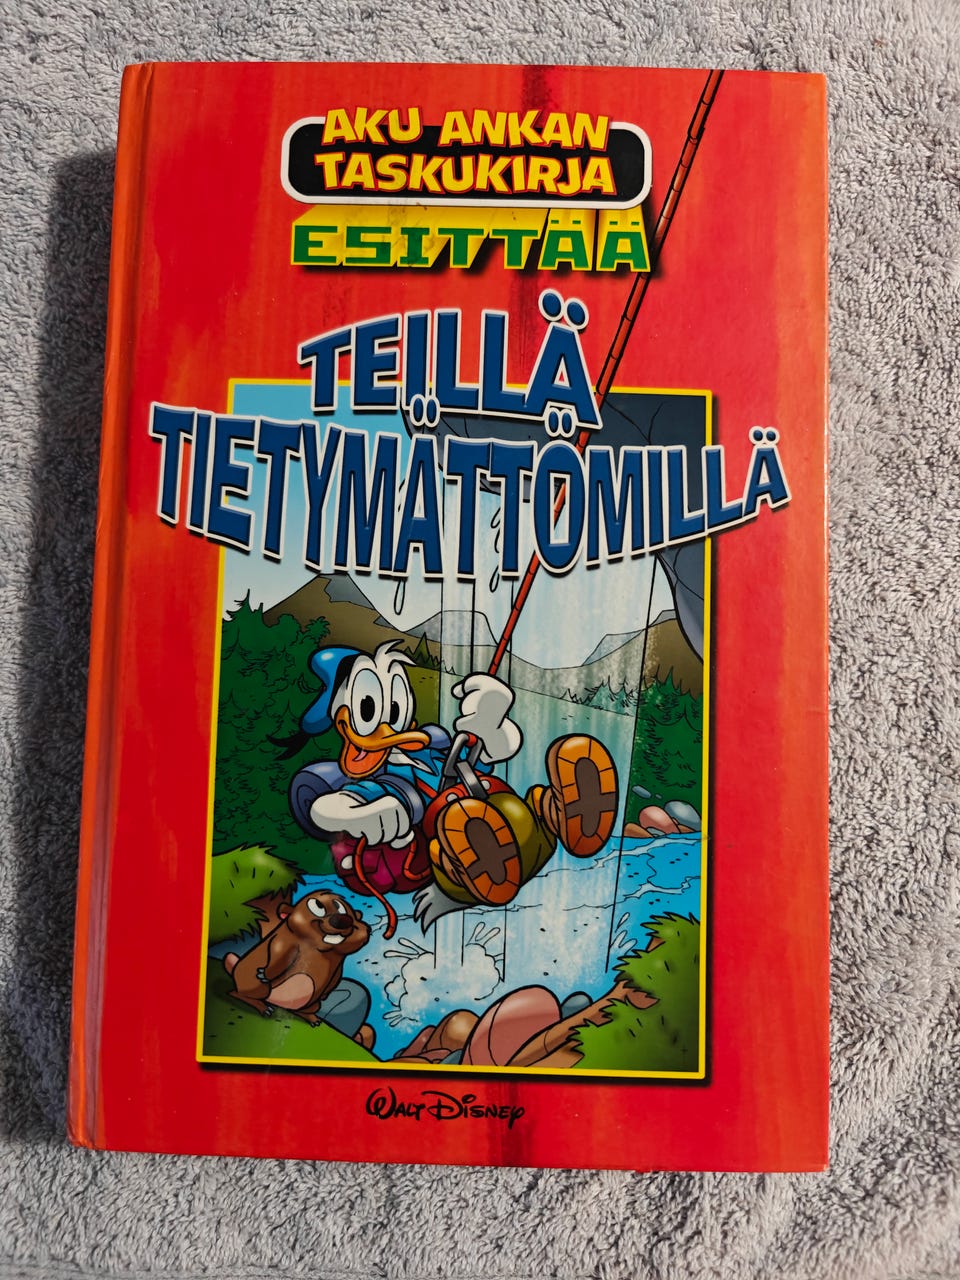 AKU ANKAN
TASKUKIRJA
ESITTÄÄ
TEILLÄ
TIETYMÄTTÖMILLÄ
WALT DISNEY